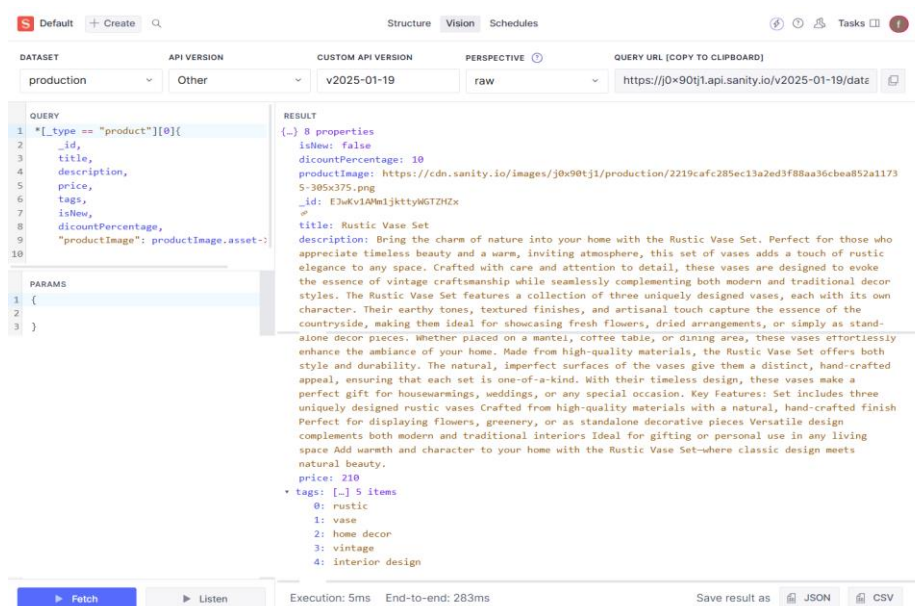 S Default + Create Structure Vision Schedules Tasks f
DATASET API VERSION CUSTOM API VERSION PERSPECTIVE QUERY URL [COPY TO CLIPBOARD]
production Other v2025-01-19 raw https://j0x90tj1.api.sanity.io/v2025-01-19/data
QUERY
1 *[_type == "product"][0]{
2 _id,
3 title,
4 description,
5 price,
6 tags,
7 isNew,
8 dicountPercentage,
9 "productImage": productImage.asset->
10
PARAMS
1 {
2
3 }
Fetch Listen
RESULT
{…} 8 properties
isNew: false
dicountPercentage: 10
productImage: https://cdn.sanity.io/images/j0x90tj1/production/2219cafc285ec13a2ed3f88aa36cbea852a1173
5-305x375.png
_id: EJwKv1AMm1jkttyWGTZHZx
title: Rustic Vase Set
description: Bring the charm of nature into your home with the Rustic Vase Set. Perfect for those who
appreciate timeless beauty and a warm, inviting atmosphere, this set of vases adds a touch of rustic
elegance to any space. Crafted with care and attention to detail, these vases are designed to evoke
the essence of vintage craftsmanship while seamlessly complementing both modern and traditional decor
styles. The Rustic Vase Set features a collection of three uniquely designed vases, each with its own
character. Their earthy tones, textured finishes, and artisanal touch capture the essence of the
countryside, making them ideal for showcasing fresh flowers, dried arrangements, or simply as stand-
alone decor pieces. Whether placed on a mantel, coffee table, or dining area, these vases effortlessly
enhance the ambiance of your home. Made from high-quality materials, the Rustic Vase Set offers both
style and durability. The natural, imperfect surfaces of the vases give them a distinct, hand-crafted
appeal, ensuring that each set is one-of-a-kind. With their timeless design, these vases make a
perfect gift for housewarmings, weddings, or any special occasion. Key Features: Set includes three
uniquely designed rustic vases Crafted from high-quality materials with a natural, hand-crafted finish
Perfect for displaying flowers, greenery, or as standalone decorative pieces Versatile design
complements both modern and traditional interiors Ideal for gifting or personal use in any living
space Add warmth and character to your home with the Rustic Vase Set—where classic design meets
natural beauty.
price: 210
tags: […] 5 items
0: rustic
1: vase
2: home decor
3: vintage
4: interior design
Execution: 5ms End-to-end: 283ms Save result as JSON CSV